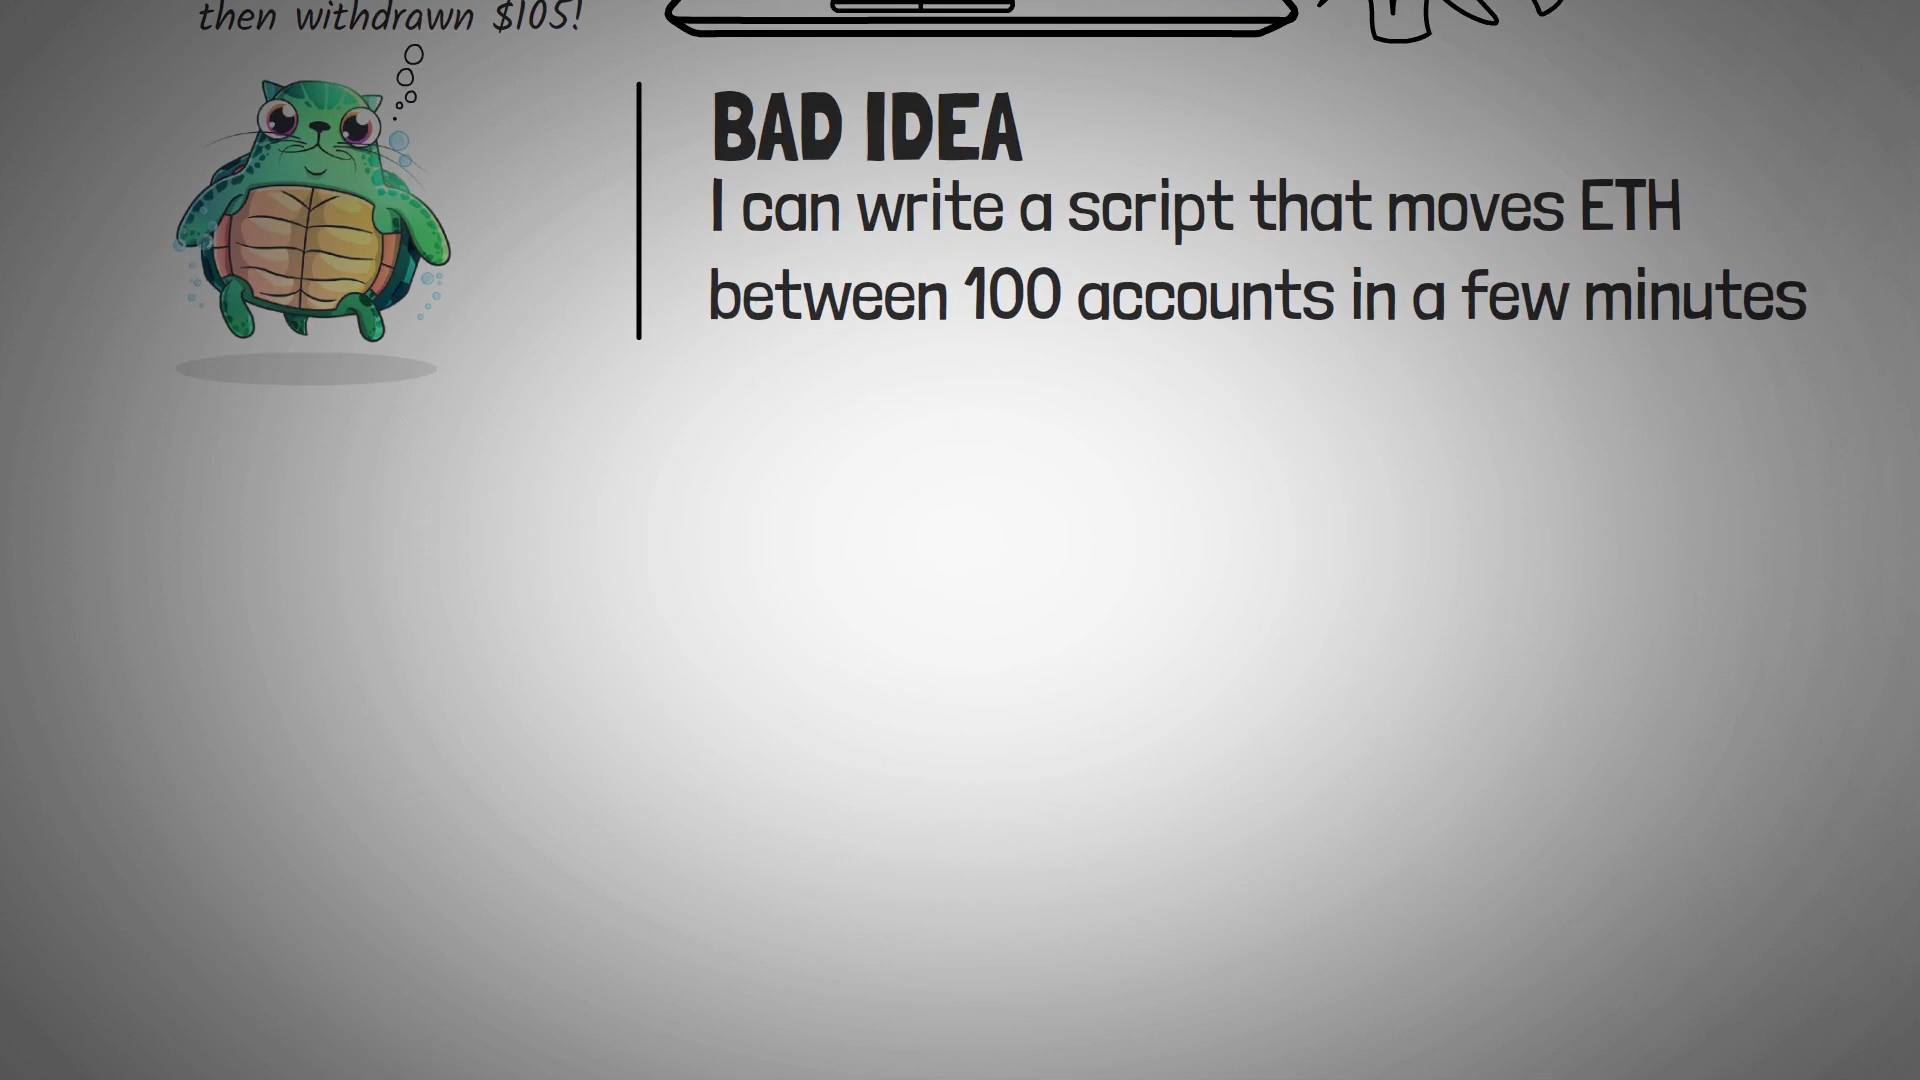 then withdrawn $105!
BAD IDEA
I can write a script that moves ETH
between 100 accounts in a few minutes